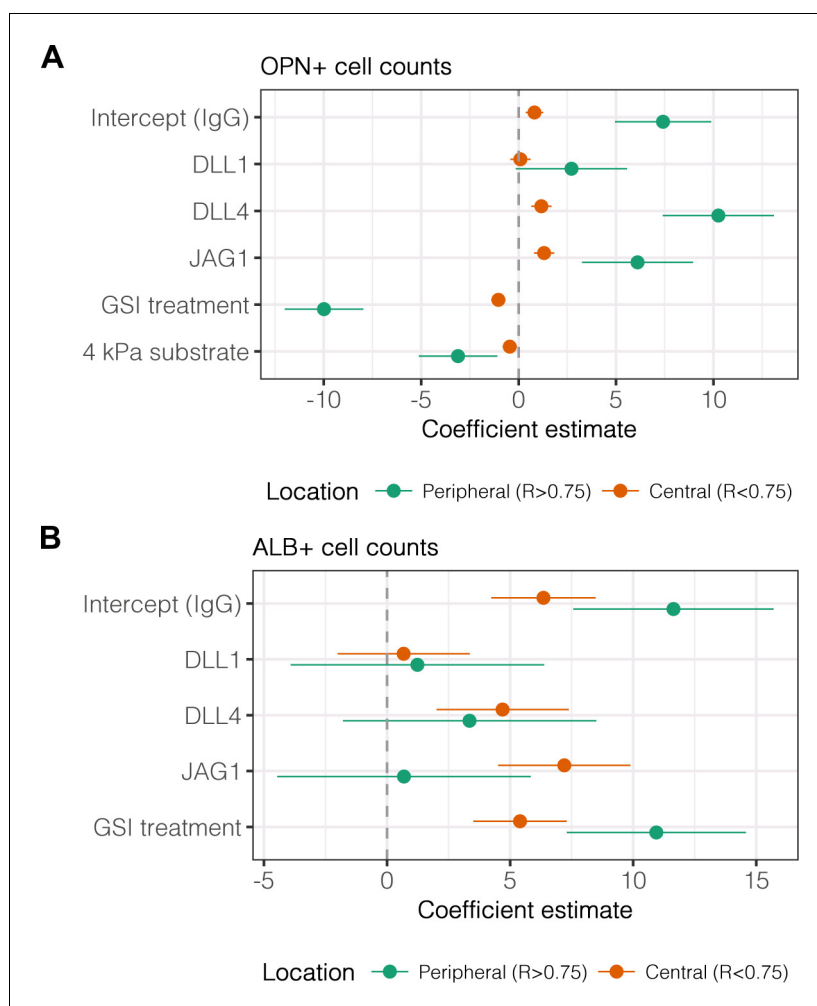 A
OPN+ cell counts
Intercept (IgG)
DLL1
DLL4
JAG1
GSI treatment
4 kPa substrate
-10 -5 0 5 10
Coefficient estimate
Location Peripheral (R>0.75) Central (R<0.75)
B
ALB+ cell counts
Intercept (IgG)
DLL1
DLL4
JAG1
GSI treatment
-5 0 5 10 15
Coefficient estimate
Location Peripheral (R>0.75) Central (R<0.75)